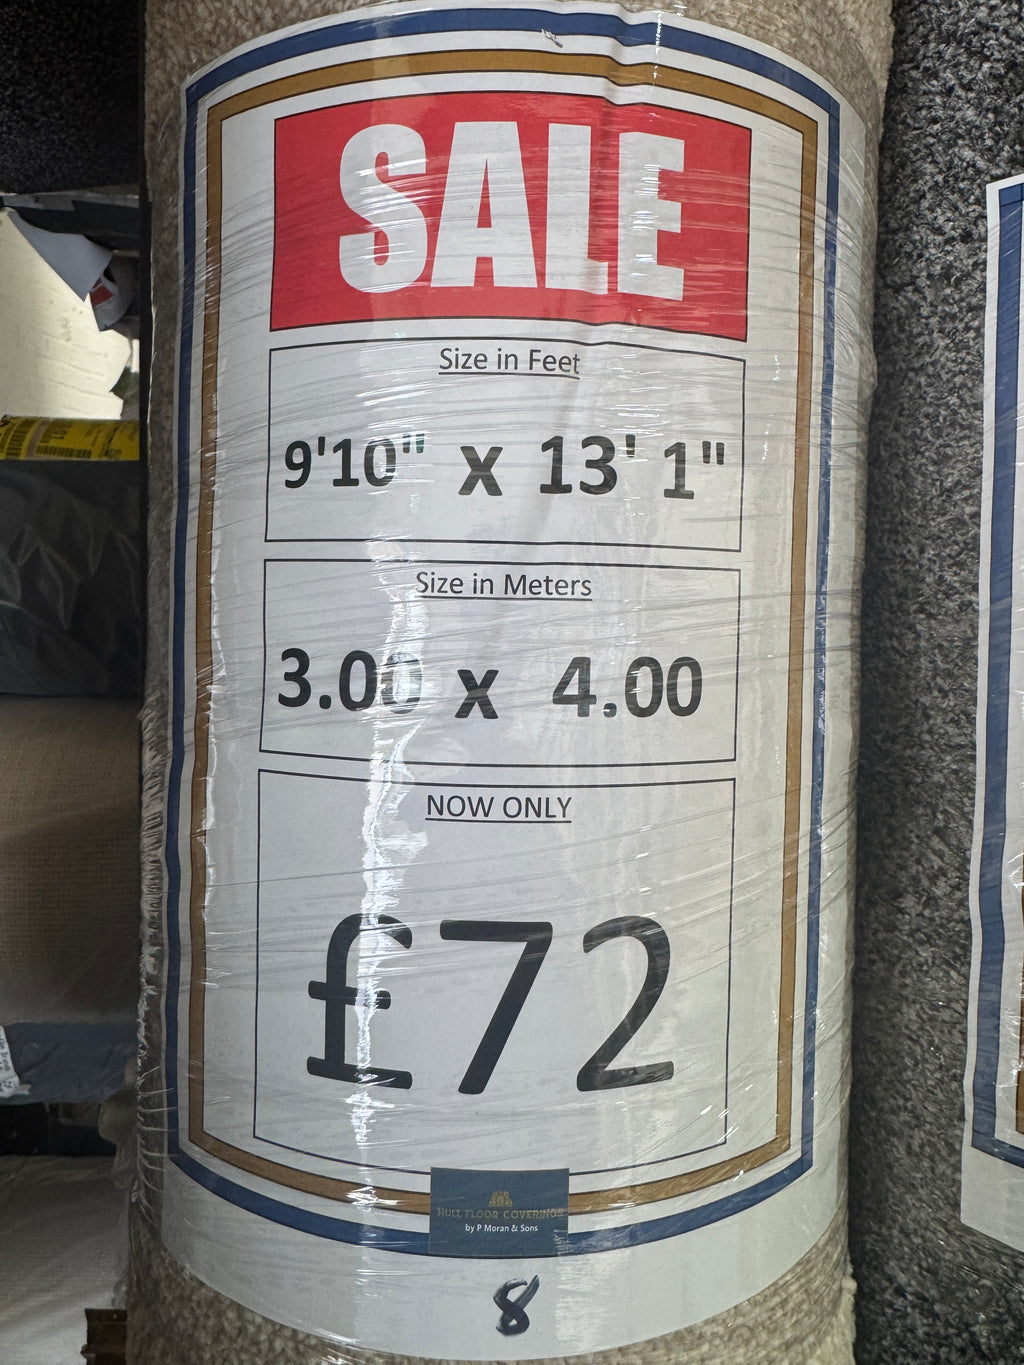 SALE
Size in Feet
9'10" x 13' 1"
Size in Meters
3.00 x 4.00
NOW ONLY
£72
HULL FLOOR COVERINGS
by P Moran & Sons
8